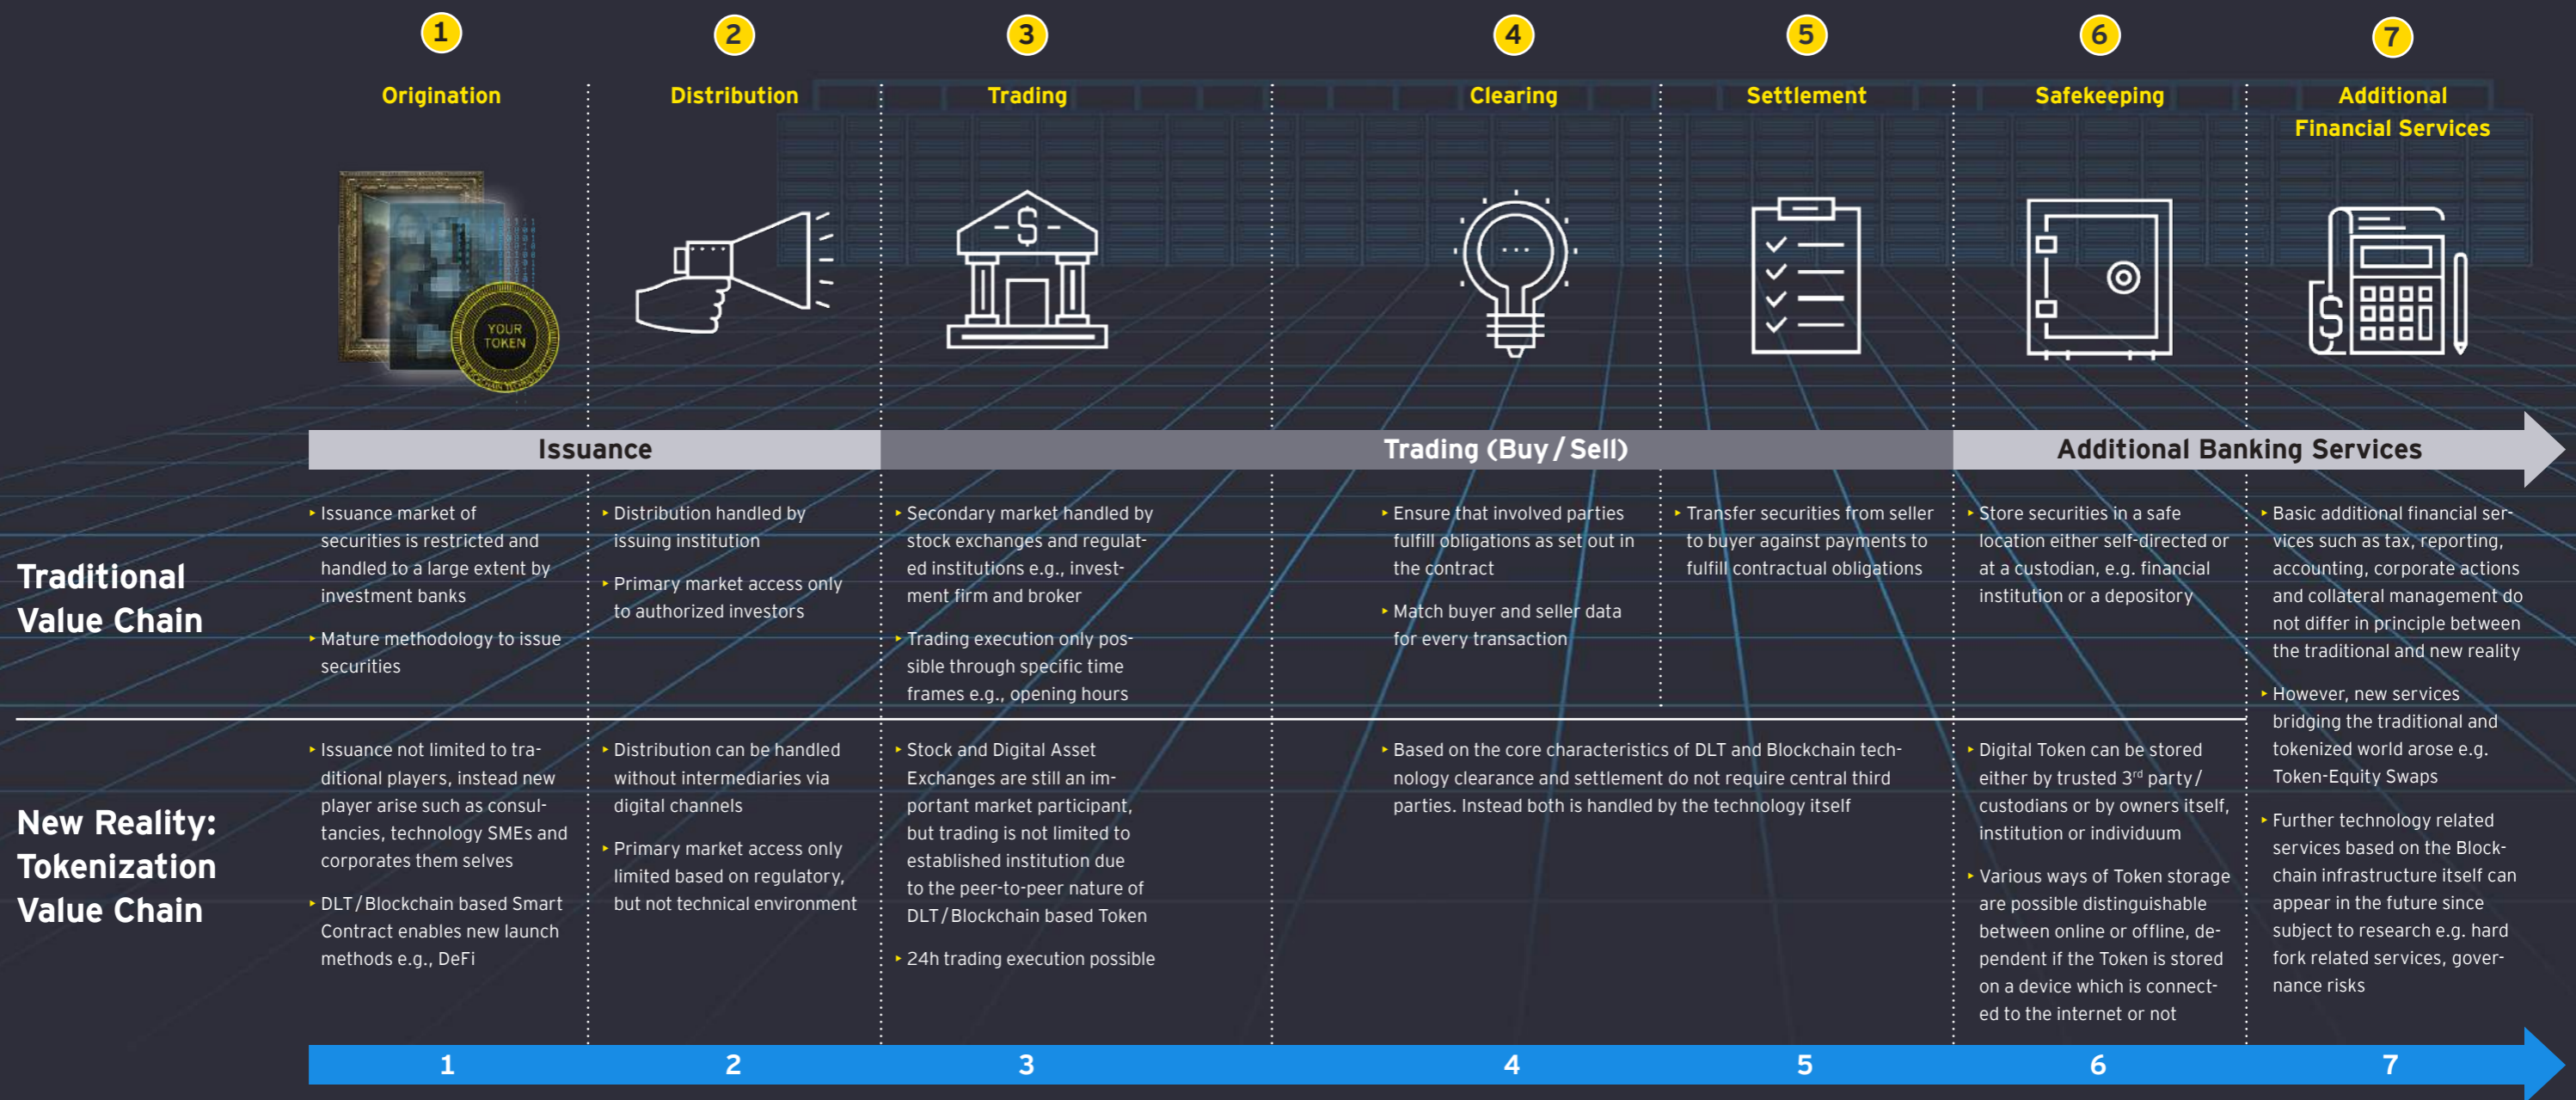 1
2
3
4
5
6
7
Origination
Distribution
Trading
Clearing
Settlement
Safekeeping
Additional
Financial Services
YOUR
TOKEN
Issuance
Trading (Buy / Sell)
Additional Banking Services
Traditional
Value Chain
‣ Issuance market of
securities is restricted and
handled to a large extent by
investment banks
‣ Mature methodology to issue
securities
‣ Distribution handled by
issuing institution
‣ Primary market access only
to authorized investors
‣ Secondary market handled by
stock exchanges and regulat-
ed institutions e.g., invest-
ment firm and broker
‣ Trading execution only pos-
sible through specific time
frames e.g., opening hours
‣ Ensure that involved parties
fulfill obligations as set out in
the contract
‣ Match buyer and seller data
for every transaction
‣ Transfer securities from seller
to buyer against payments to
fulfill contractual obligations
‣ Store securities in a safe
location either self-directed or
at a custodian, e.g. financial
institution or a depository
‣ Basic additional financial ser-
vices such as tax, reporting,
accounting, corporate actions
and collateral management do
not differ in principle between
the traditional and new reality
‣ However, new services
bridging the traditional and
tokenized world arose e.g.
Token-Equity Swaps
‣ Further technology related
services based on the Block-
chain infrastructure itself can
appear in the future since
subject to research e.g. hard
fork related services, gover-
nance risks
New Reality:
Tokenization
Value Chain
‣ Issuance not limited to tra-
ditional players, instead new
player arise such as consul-
tancies, technology SMEs and
corporates them selves
‣ DLT / Blockchain based Smart
Contract enables new launch
methods e.g., DeFi
‣ Distribution can be handled
without intermediaries via
digital channels
‣ Primary market access only
limited based on regulatory,
but not technical environment
‣ Stock and Digital Asset
Exchanges are still an im-
portant market participant,
but trading is not limited to
established institution due
to the peer-to-peer nature of
DLT / Blockchain based Token
‣ 24h trading execution possible
‣ Based on the core characteristics of DLT and Blockchain tech-
nology clearance and settlement do not require central third
parties. Instead both is handled by the technology itself
‣ Digital Token can be stored
either by trusted 3rd party /
custodians or by owners itself,
institution or individuum
‣ Various ways of Token storage
are possible distinguishable
between online or offline, de-
pendent if the Token is stored
on a device which is connect-
ed to the internet or not
1
2
3
4
5
6
7